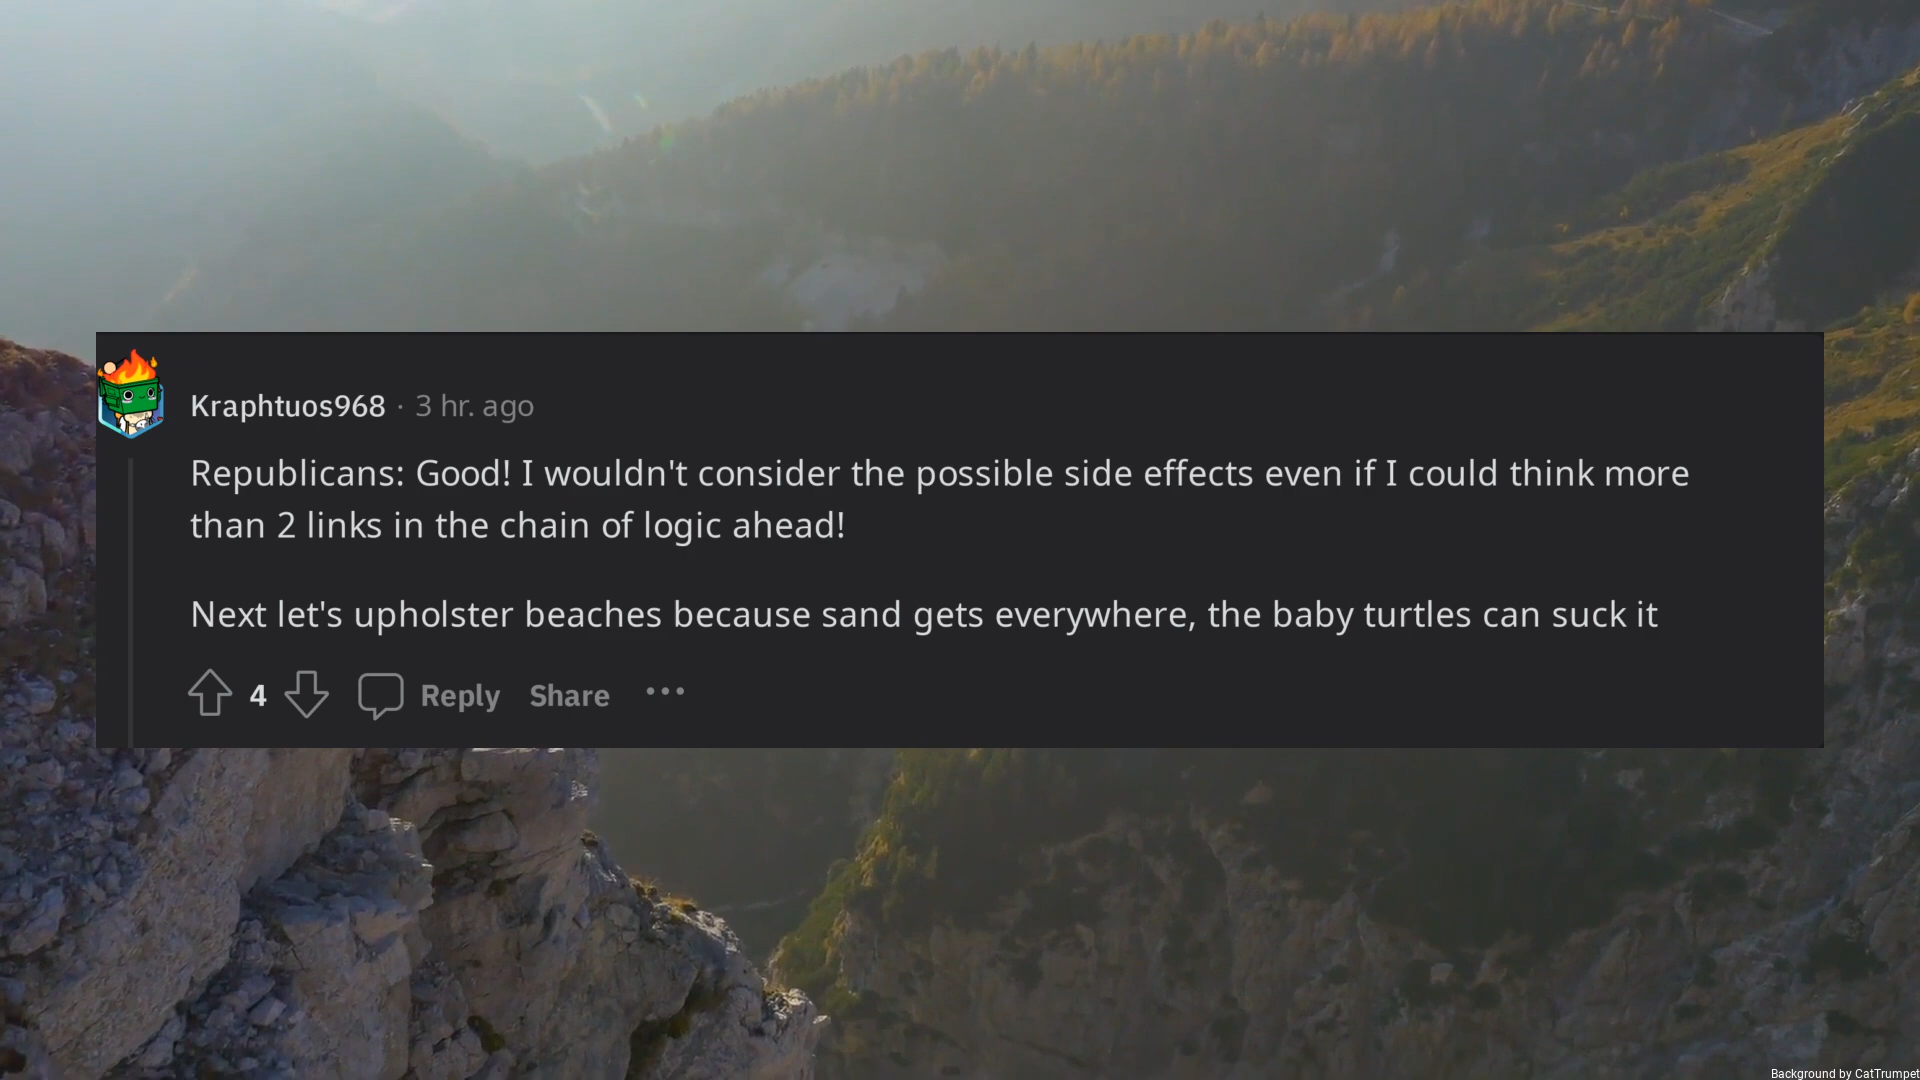 Kraphtuos968 · 3 hr. ago
Republicans: Good! I wouldn't consider the possible side effects even if I could think more
than 2 links in the chain of logic ahead!
Next let's upholster beaches because sand gets everywhere, the baby turtles can suck it
4 Reply Share ···
Background by CatTrumpet